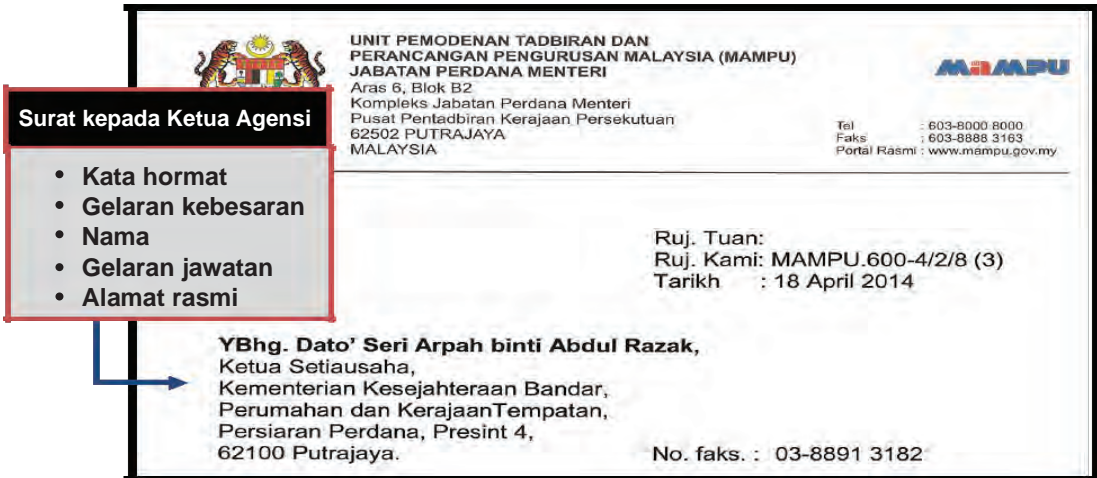 UNIT PEMODENAN TADBIRAN DAN
PERANCANGAN PENGURUSAN MALAYSIA (MAMPU)
JABATAN PERDANA MENTERI
Aras 6, Blok B2
Kompleks Jabatan Perdana Menteri
Pusat Pentadbiran Kerajaan Persekutuan
62502 PUTRAJAYA
MALAYSIA
MaMPU
Tel : 603-8000 8000
Faks : 603-8888 3163
Portal Rasmi : www.mampu.gov.my
Surat kepada Ketua Agensi
• Kata hormat
• Gelaran kebesaran
• Nama
• Gelaran jawatan
• Alamat rasmi
Ruj. Tuan:
Ruj. Kami: MAMPU.600-4/2/8 (3)
Tarikh : 18 April 2014
YBhg. Dato’ Seri Arpah binti Abdul Razak,
Ketua Setiausaha,
Kementerian Kesejahteraan Bandar,
Perumahan dan KerajaanTempatan,
Persiaran Perdana, Presint 4,
62100 Putrajaya.
No. faks. : 03-8891 3182